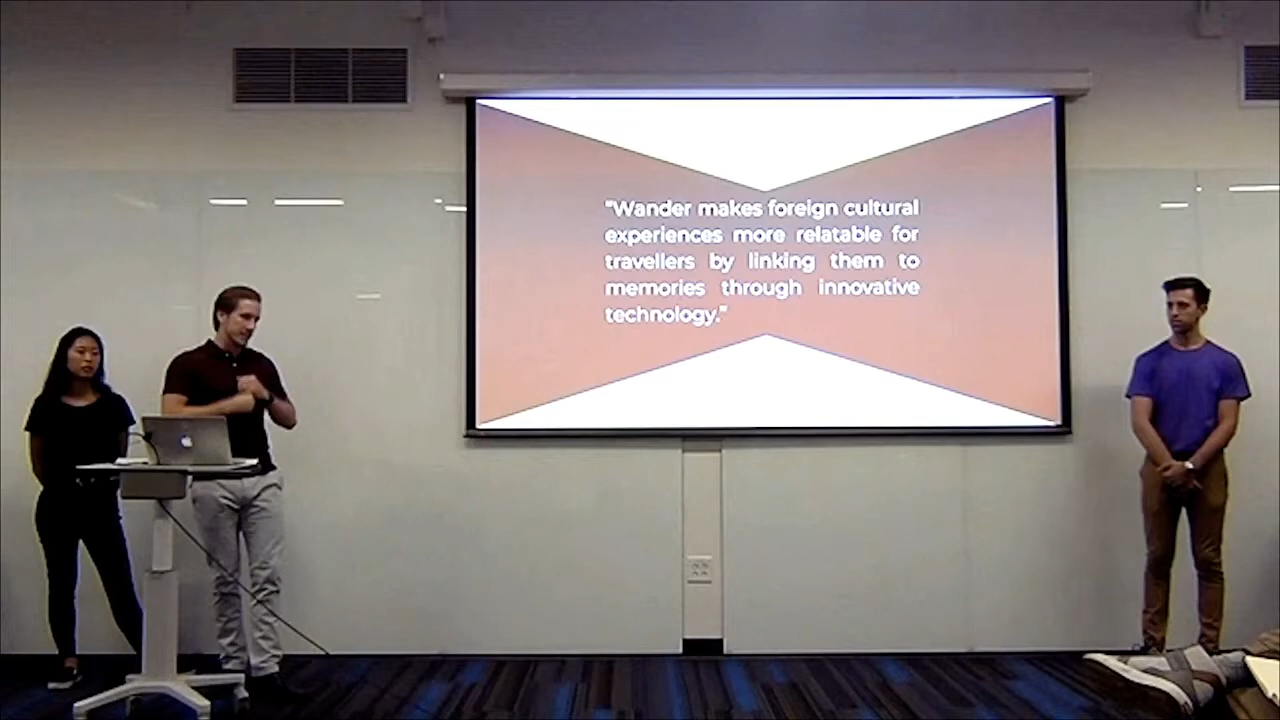 "Wander makes foreign cultural
experiences more relatable for
travellers by linking them to
memories through innovative
technology."